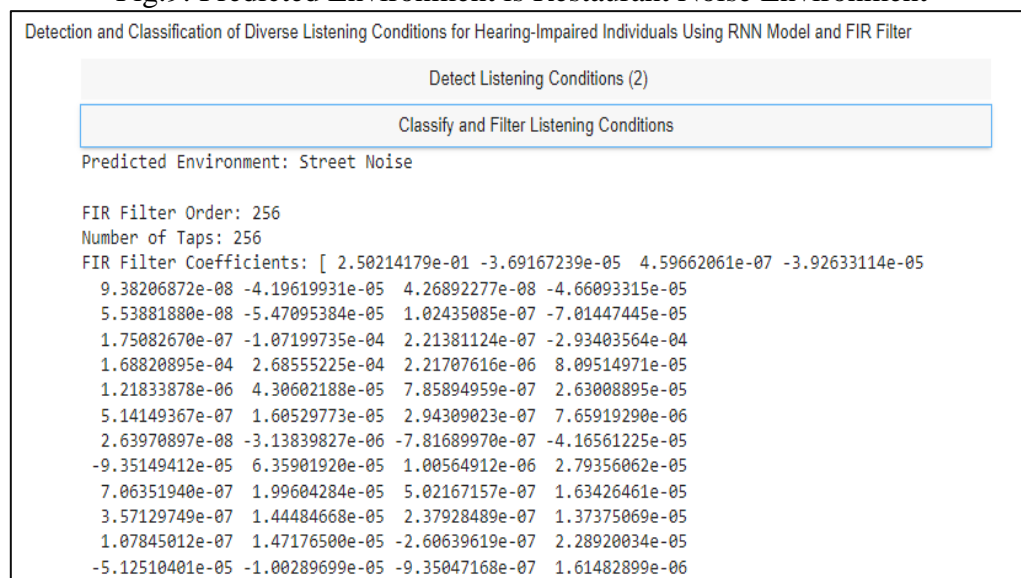 Fig.9: Predicted Environment is Restaurant Noise Environment
Detection and Classification of Diverse Listening Conditions for Hearing-Impaired Individuals Using RNN Model and FIR Filter
Detect Listening Conditions (2)
Classify and Filter Listening Conditions
Predicted Environment: Street Noise
FIR Filter Order: 256
Number of Taps: 256
FIR Filter Coefficients: [ 2.50214179e-01 -3.69167239e-05 4.59662061e-07 -3.92633114e-05
9.38206872e-08 -4.19619931e-05 4.26892277e-08 -4.66093315e-05
5.53881880e-08 -5.47095384e-05 1.02435085e-07 -7.01447445e-05
1.75082670e-07 -1.07199735e-04 2.21381124e-07 -2.93403564e-04
1.68820895e-04 2.68555225e-04 2.21707616e-06 8.09514971e-05
1.21833878e-06 4.30602188e-05 7.85894959e-07 2.63008895e-05
5.14149367e-07 1.60529773e-05 2.94309023e-07 7.65919290e-06
2.63970897e-08 -3.13839827e-06 -7.81689970e-07 -4.16561225e-05
-9.35149412e-05 6.35901920e-05 1.00564912e-06 2.79356062e-05
7.06351940e-07 1.99604284e-05 5.02167157e-07 1.63426461e-05
3.57129749e-07 1.44484668e-05 2.37928489e-07 1.37375069e-05
1.07845012e-07 1.47176500e-05 -2.60639619e-07 2.28920034e-05
-5.12510401e-05 -1.00289699e-05 -9.35047168e-07 1.61482899e-06